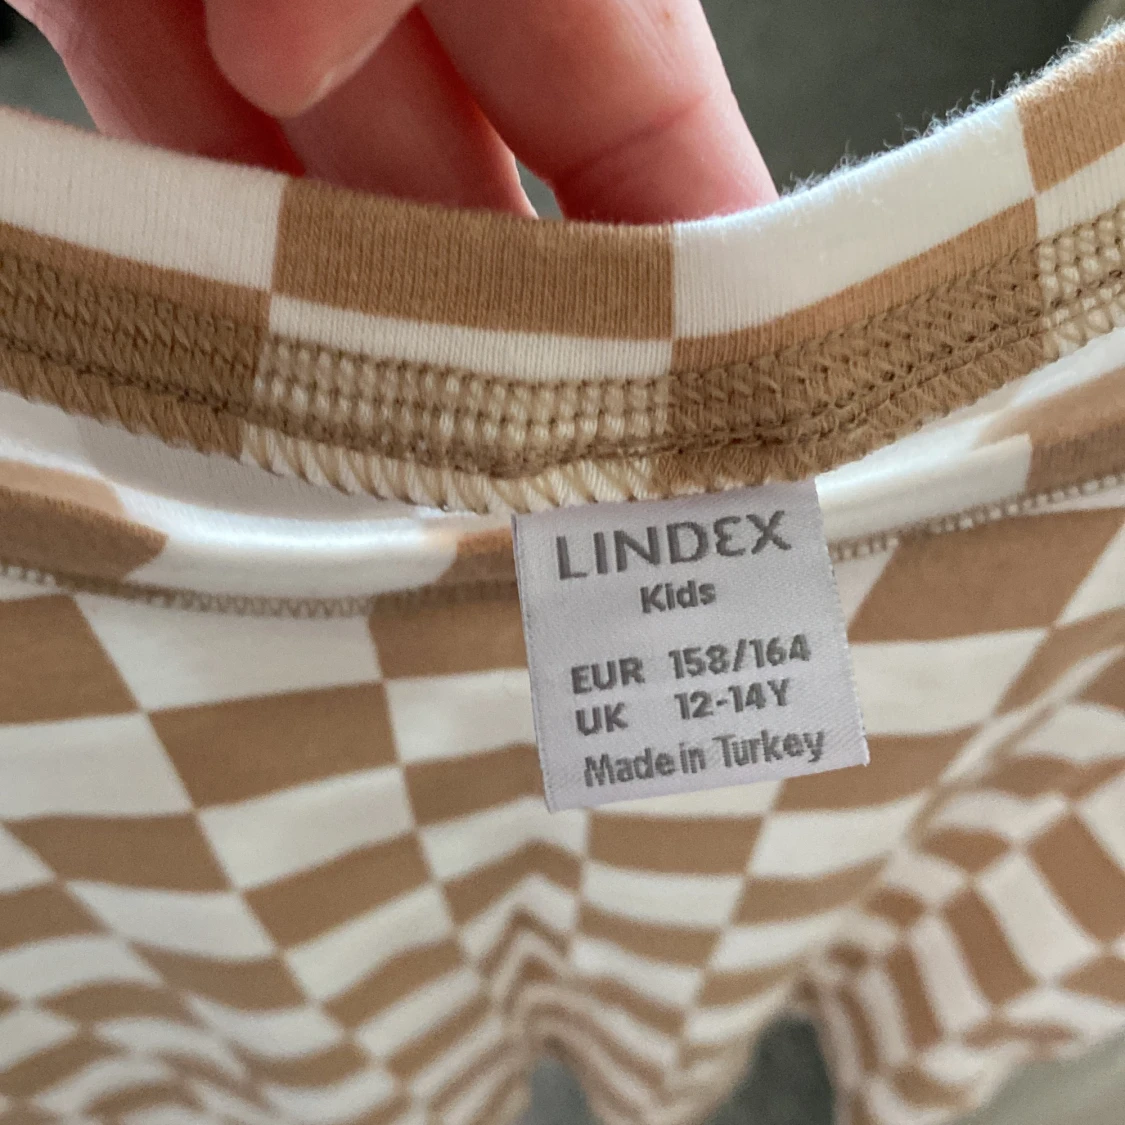 LINDEX
Kids
EUR 158/164
UK 12-14Y
Made in Turkey